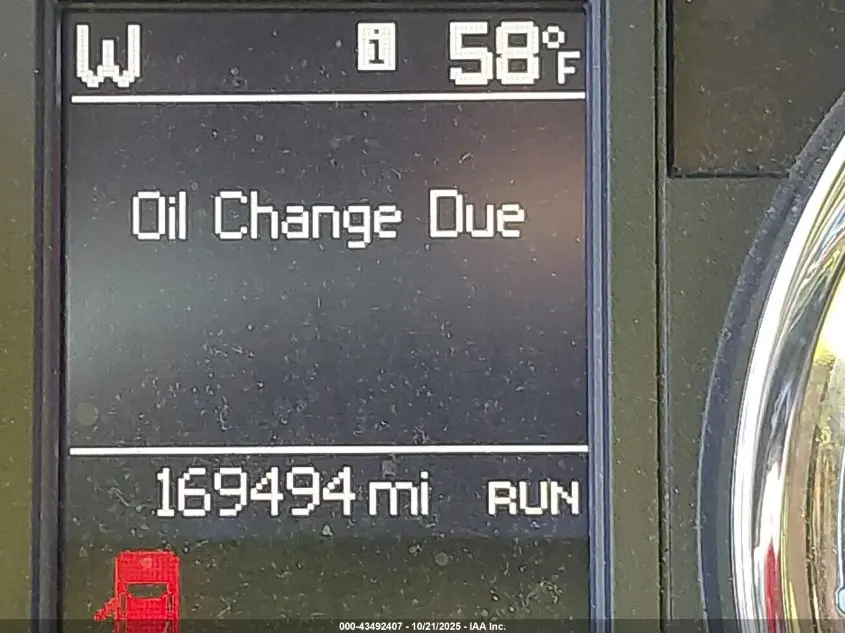 W i 58°F
Oil Change Due
169494 mi RUN
000-43492407 - 10/21/2025 - IAA Inc.